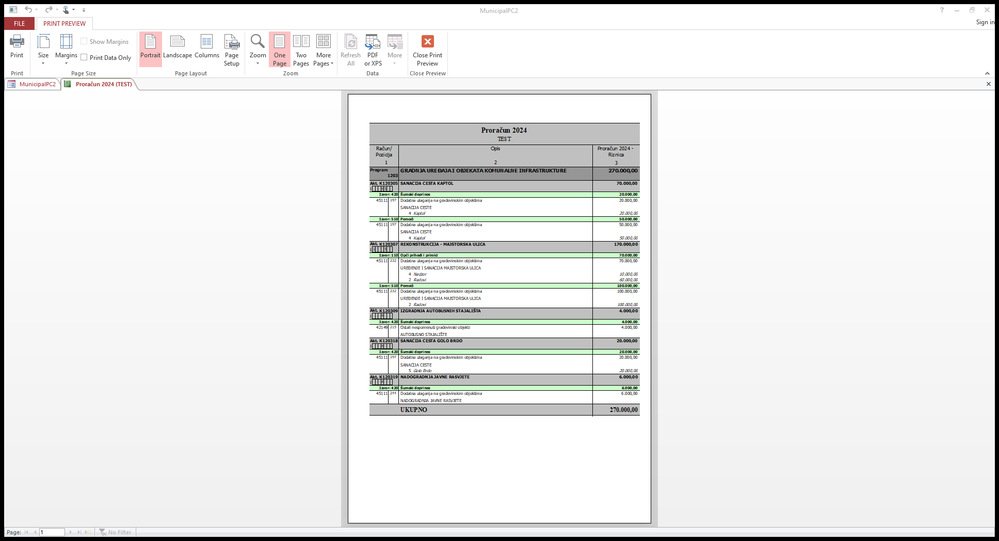 MunicipalPC2
?
FILE
PRINT PREVIEW
Sign in
Print
Size
Margins
Show Margins
Print Data Only
Portrait
Landscape
Columns
Page Setup
Zoom
One Page
Two Pages
More Pages
Refresh All
PDF or XPS
More
Close Print Preview
Print
Page Size
Page Layout
Zoom
Data
Close Preview
MunicipalPC2
Proračun 2024 (TEST)
Proračun 2024
TEST
Račun/ Pozicija Opis Proračun 2024 - Riznica
1 2 3
Program 1203 GRADNJA UREĐAJA I OBJEKATA KOMUNALNE INFRASTRUKTURE 270.000,00
Akt. K120305 SANACIJA CESTA KAPTOL 70.000,00
Izvor: 420 Šumski doprinos 20.000,00
45111 197 Dodatna ulaganja na građevinskim objektima 20.000,00
SANACIJA CESTE
4 Kaptol 20.000,00
Izvor: 510 Pomoći 50.000,00
45111 197 Dodatna ulaganja na građevinskim objektima 50.000,00
SANACIJA CESTE
4 Kaptol 50.000,00
Akt. K120307 REKONSTRUKCIJA - MAJSTORSKA ULICA 170.000,00
Izvor: 110 Opći prihodi i primici 70.000,00
45111 232 Dodatna ulaganja na građevinskim objektima 70.000,00
UREĐENJE I SANACIJA MAJSTORSKA ULICA
4 Nadzor 10.000,00
2 Radovi 60.000,00
Izvor: 510 Pomoći 100.000,00
45111 232 Dodatna ulaganja na građevinskim objektima 100.000,00
UREĐENJE I SANACIJA MAJSTORSKA ULICA
2 Radovi 100.000,00
Akt. K120309 IZGRADNJA AUTOBUSNIH STAJALIŠTA 4.000,00
Izvor: 420 Šumski doprinos 4.000,00
42149 215 Ostali nespomenuti građevinski objekti 4.000,00
AUTOBUSNO STAJALIŠTE
Akt. K120318 SANACIJA CESTA GOLO BRDO 20.000,00
Izvor: 420 Šumski doprinos 20.000,00
45111 197 Dodatna ulaganja na građevinskim objektima 20.000,00
SANACIJA CESTE
5 Golo Brdo 20.000,00
Akt. K120319 NADOGRADNJA JAVNE RASVJETE 6.000,00
Izvor: 420 Šumski doprinos 6.000,00
45111 244 Dodatna ulaganja na građevinskim objektima 6.000,00
NADOGRADNJA JAVNE RASVJETE
UKUPNO 270.000,00
Page: 1 No Filter